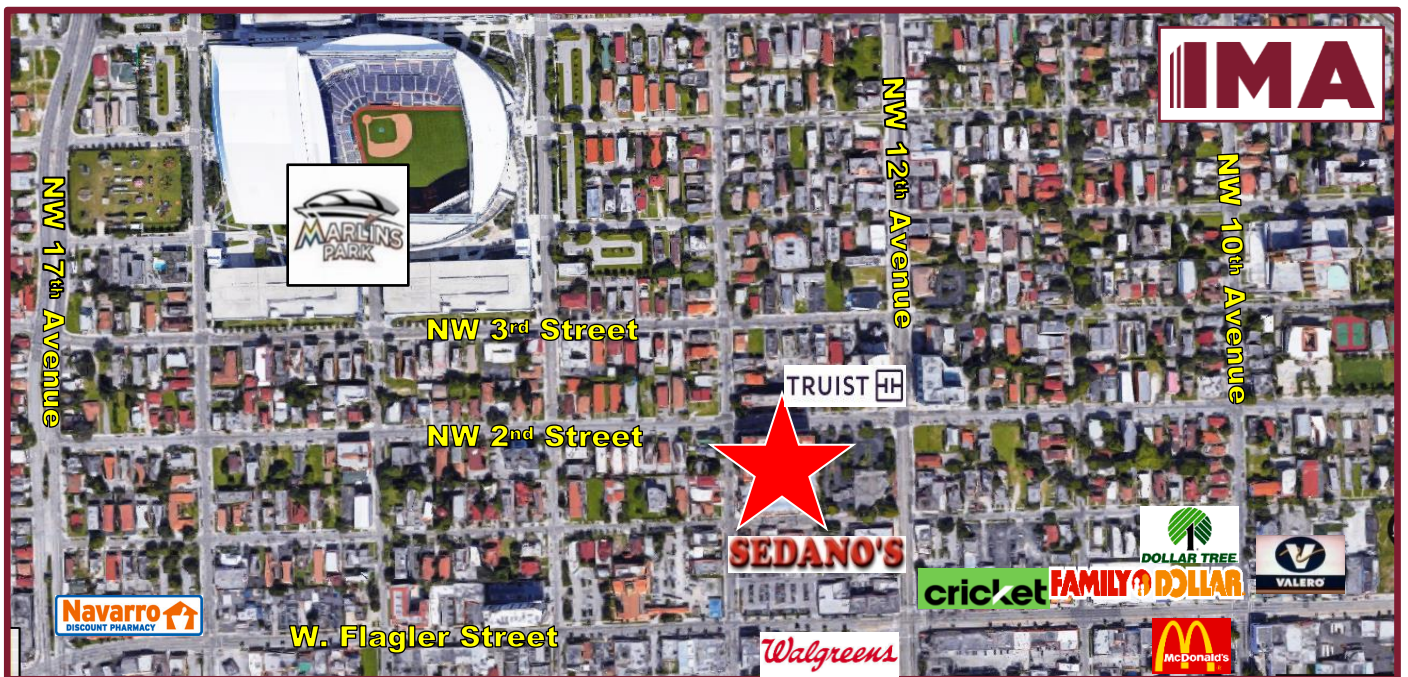 IMA
NW 17th Avenue
MARLINS
PARK
NW 12th Avenue
NW 10th Avenue
NW 3rd Street
TRUIST
NW 2nd Street
SEDANO'S
DOLLAR TREE
VALERO
cricket
FAMILY DOLLAR
Navarro
DISCOUNT PHARMACY
W. Flagler Street
Walgreens
McDonald's